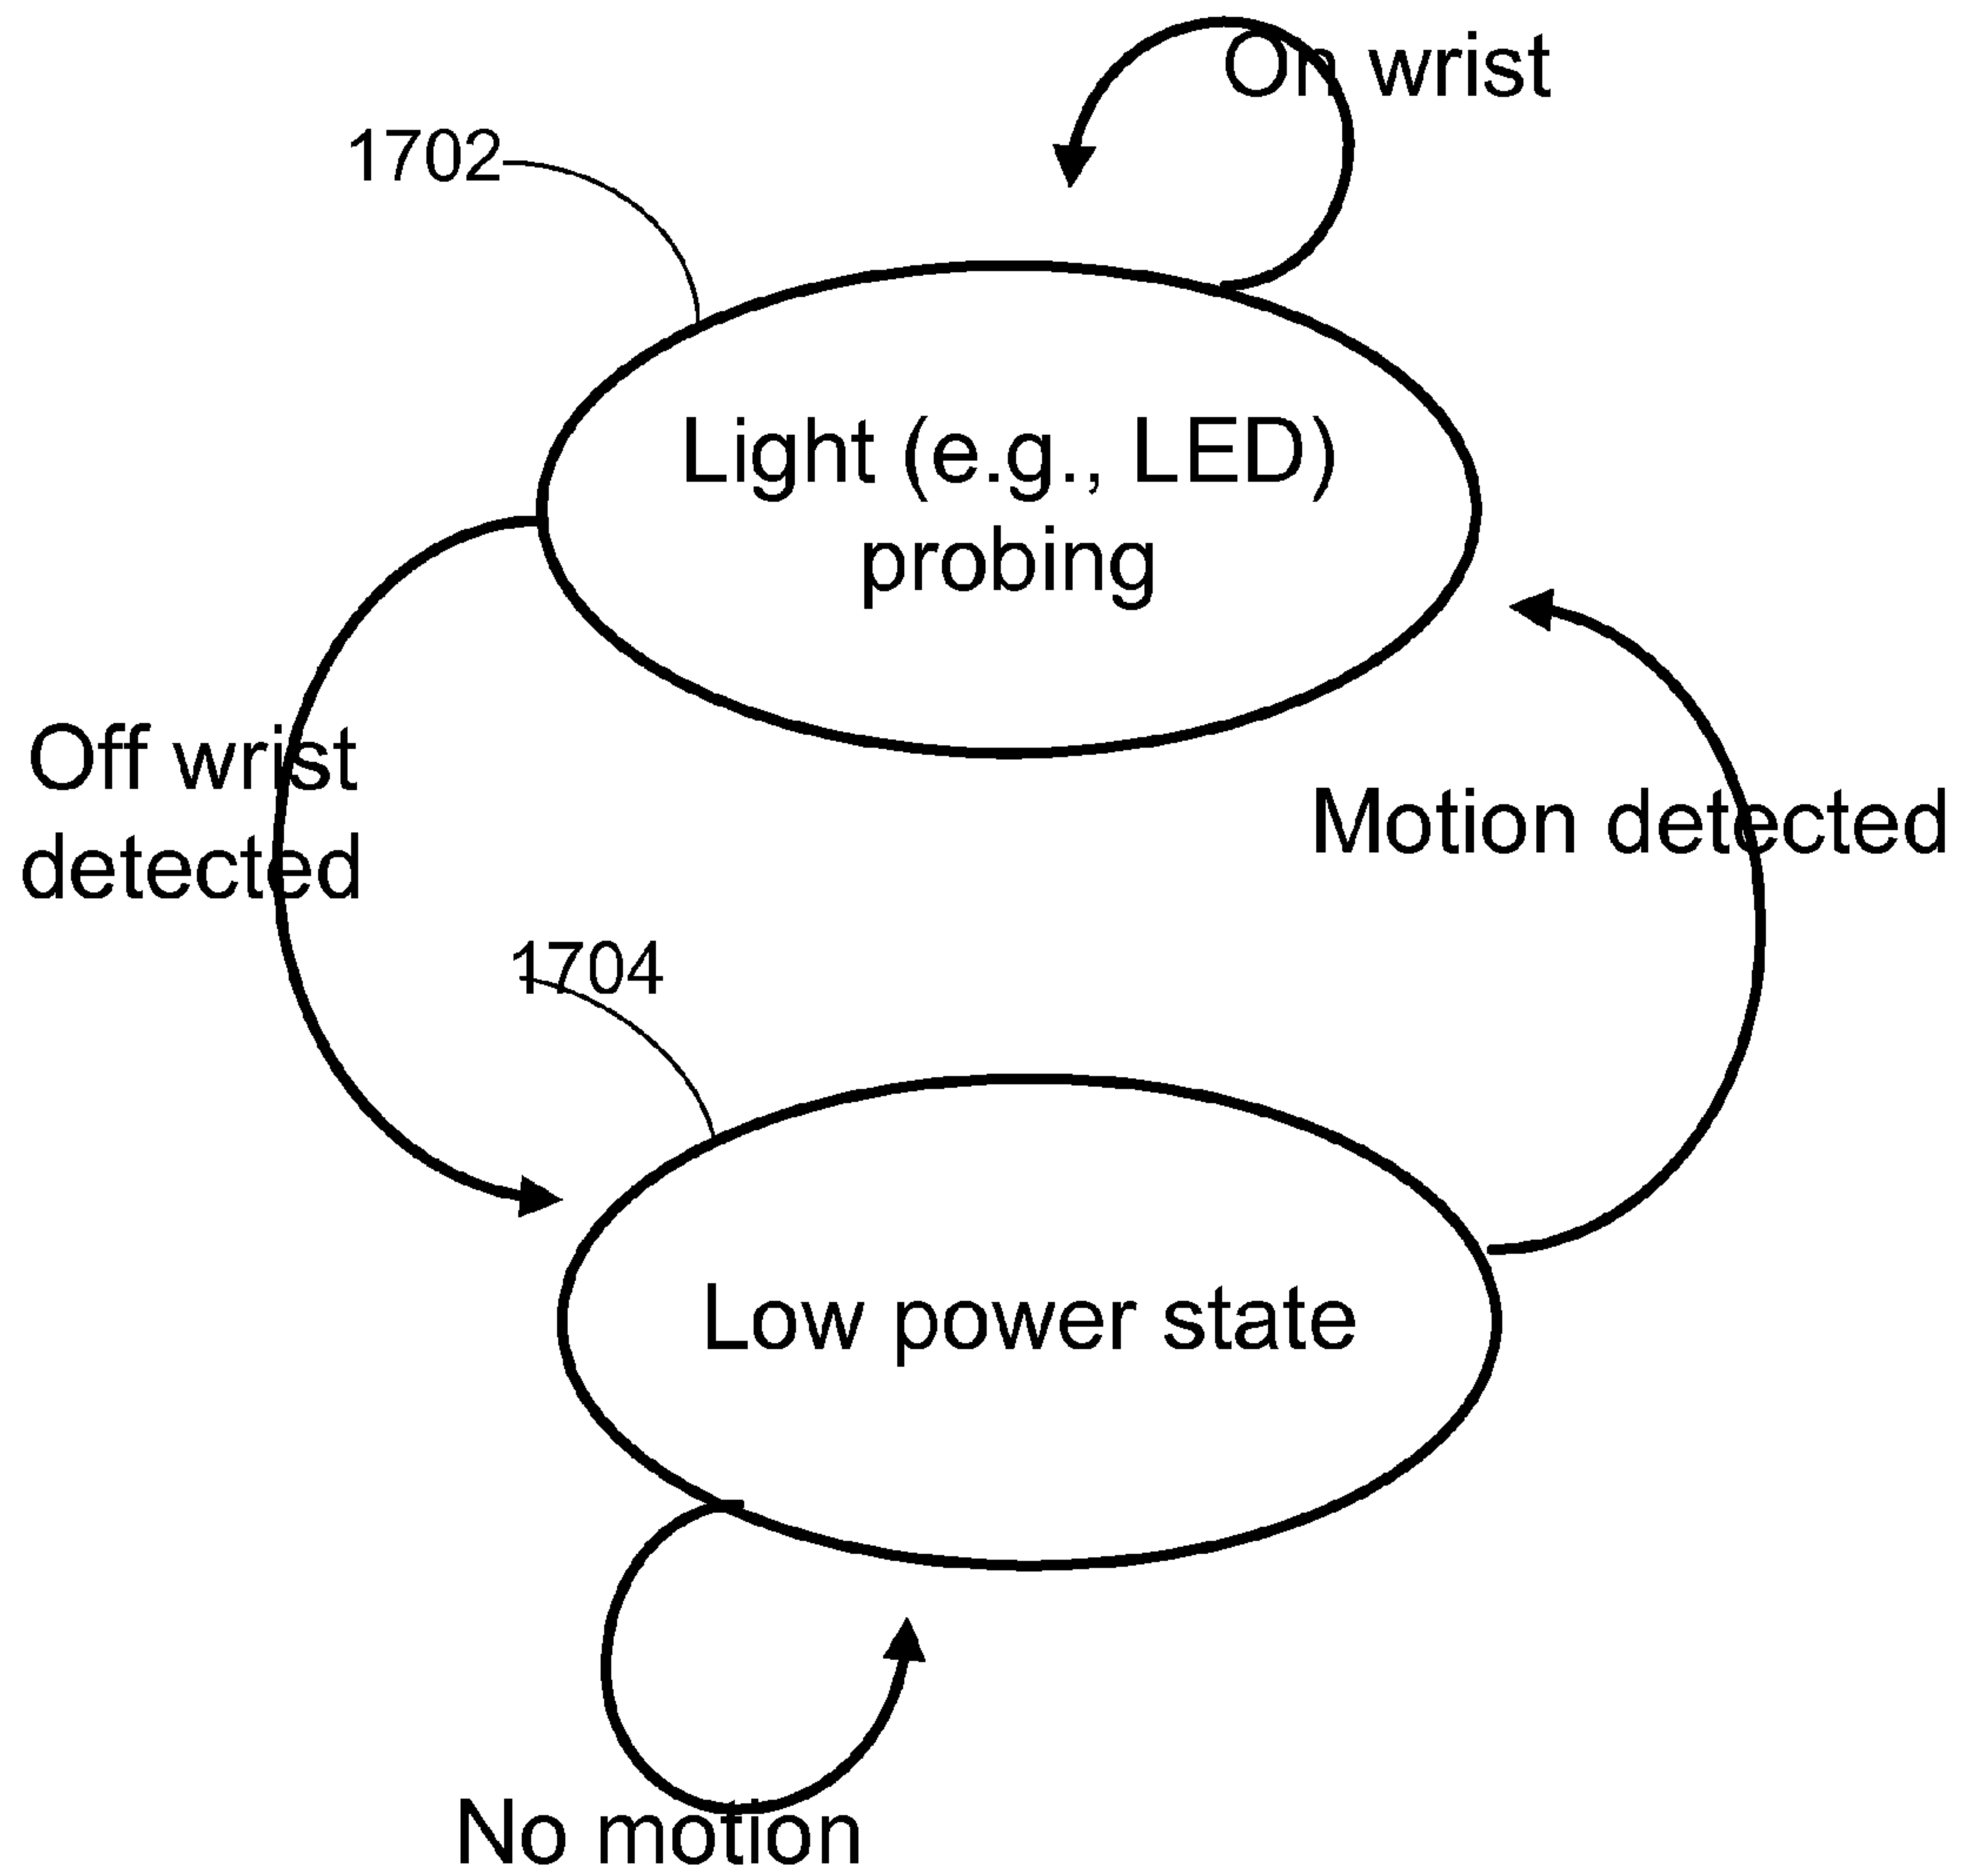 On wrist
1702
Light (e.g., LED)
probing
Off wrist
detected
Motion detected
1704
Low power state
No motion